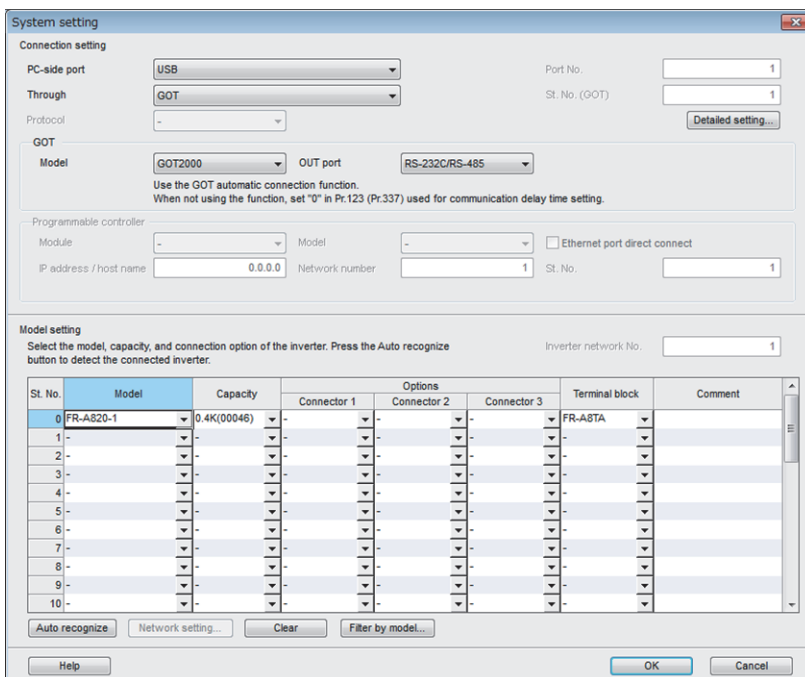 System setting
Connection setting
PC-side port USB Port No. 1
Through GOT St. No. (GOT) 1
Protocol - Detailed setting...
GOT
Model GOT2000 OUT port RS-232C/RS-485
Use the GOT automatic connection function.
When not using the function, set "0" in Pr.123 (Pr.337) used for communication delay time setting.
Programmable controller
Module - Model - Ethernet port direct connect
IP address / host name 0.0.0.0 Network number 1 St. No. 1
Model setting
Select the model, capacity, and connection option of the inverter. Press the Auto recognize
button to detect the connected inverter.
Inverter network No. 1
St. No. Model Capacity Options Terminal block Comment
Connector 1 Connector 2 Connector 3
0 FR-A820-1 0.4K(00046) - - - FR-A8TA
1 - - - - - -
2 - - - - - -
3 - - - - - -
4 - - - - - -
5 - - - - - -
6 - - - - - -
7 - - - - - -
8 - - - - - -
9 - - - - - -
10 - - - - - -
Auto recognize Network setting... Clear Filter by model...
Help OK Cancel